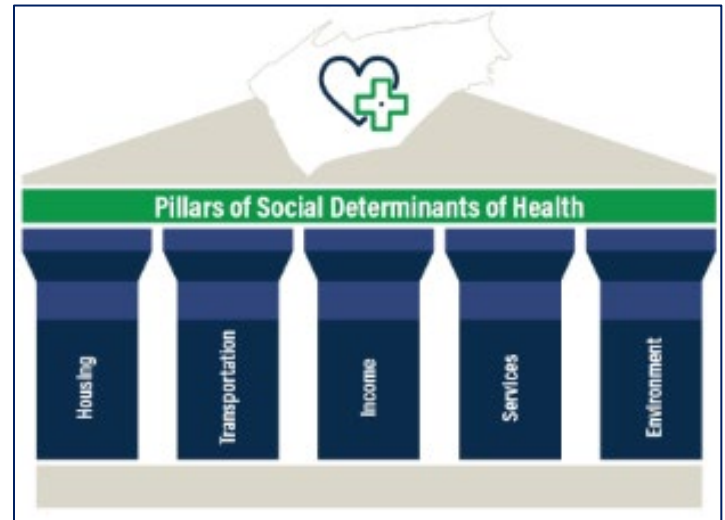 Pillars of Social Determinants of Health
Housing
Transportation
Income
Services
Environment